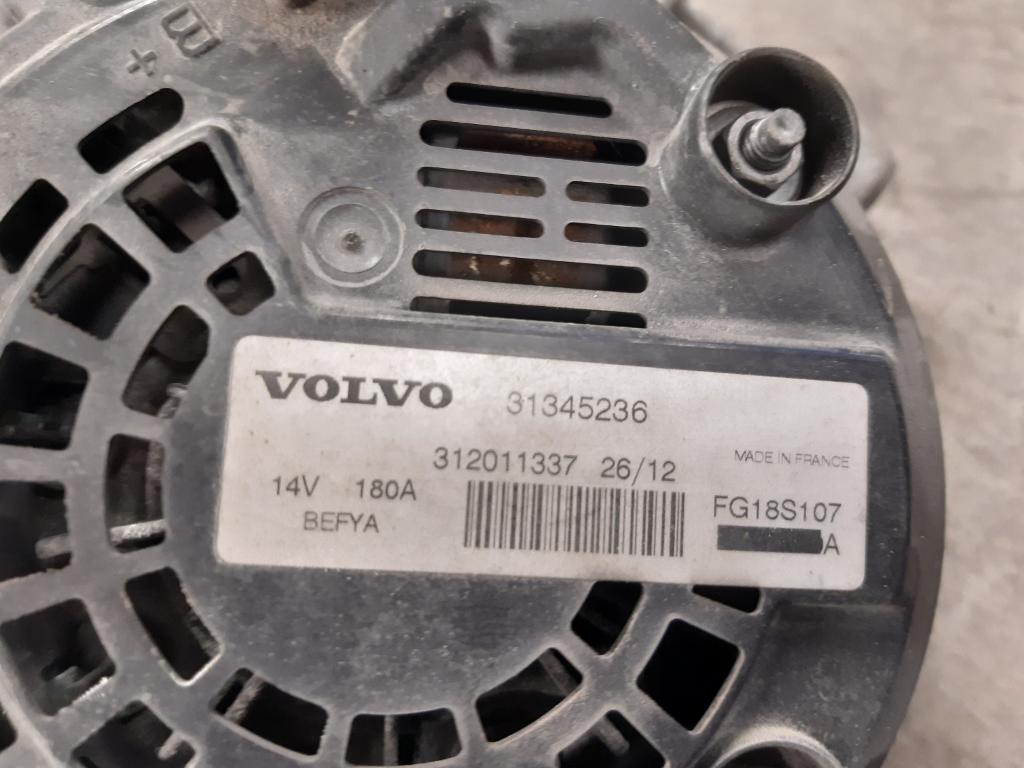 B
+
VOLVO 31345236
312011337 26/12
MADE IN FRANCE
14V 180A
FG18S107
BEFYA
A